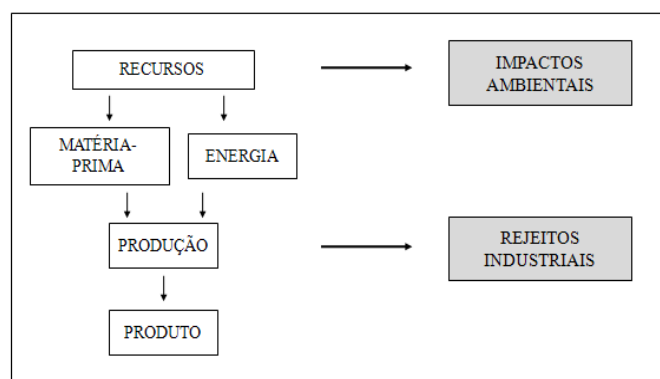 RECURSOS
IMPACTOS
AMBIENTAIS
MATÉRIA-
PRIMA
ENERGIA
PRODUÇÃO
REJEITOS
INDUSTRIAIS
PRODUTO